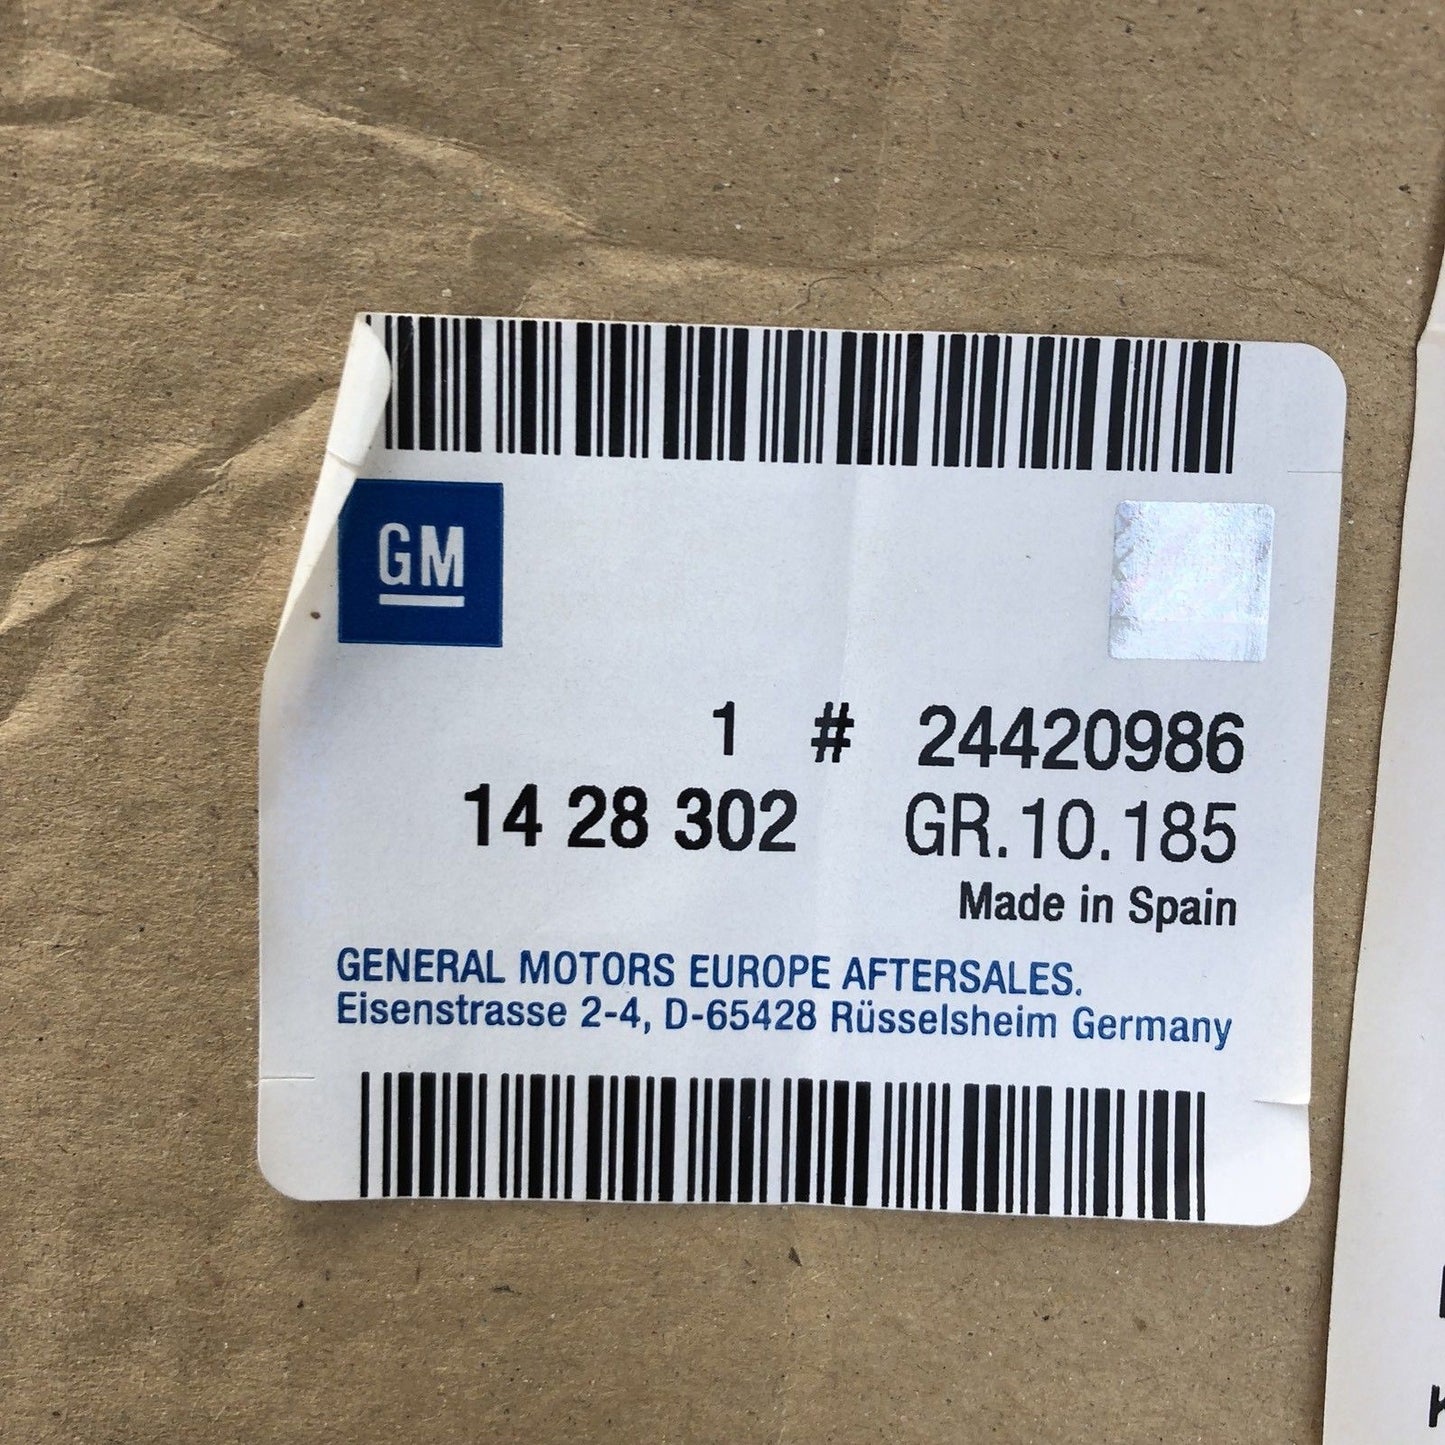 GM
1 # 24420986
14 28 302 GR.10.185
Made in Spain
GENERAL MOTORS EUROPE AFTERSALES.
Eisenstrasse 2-4, D-65428 Rüsselsheim Germany